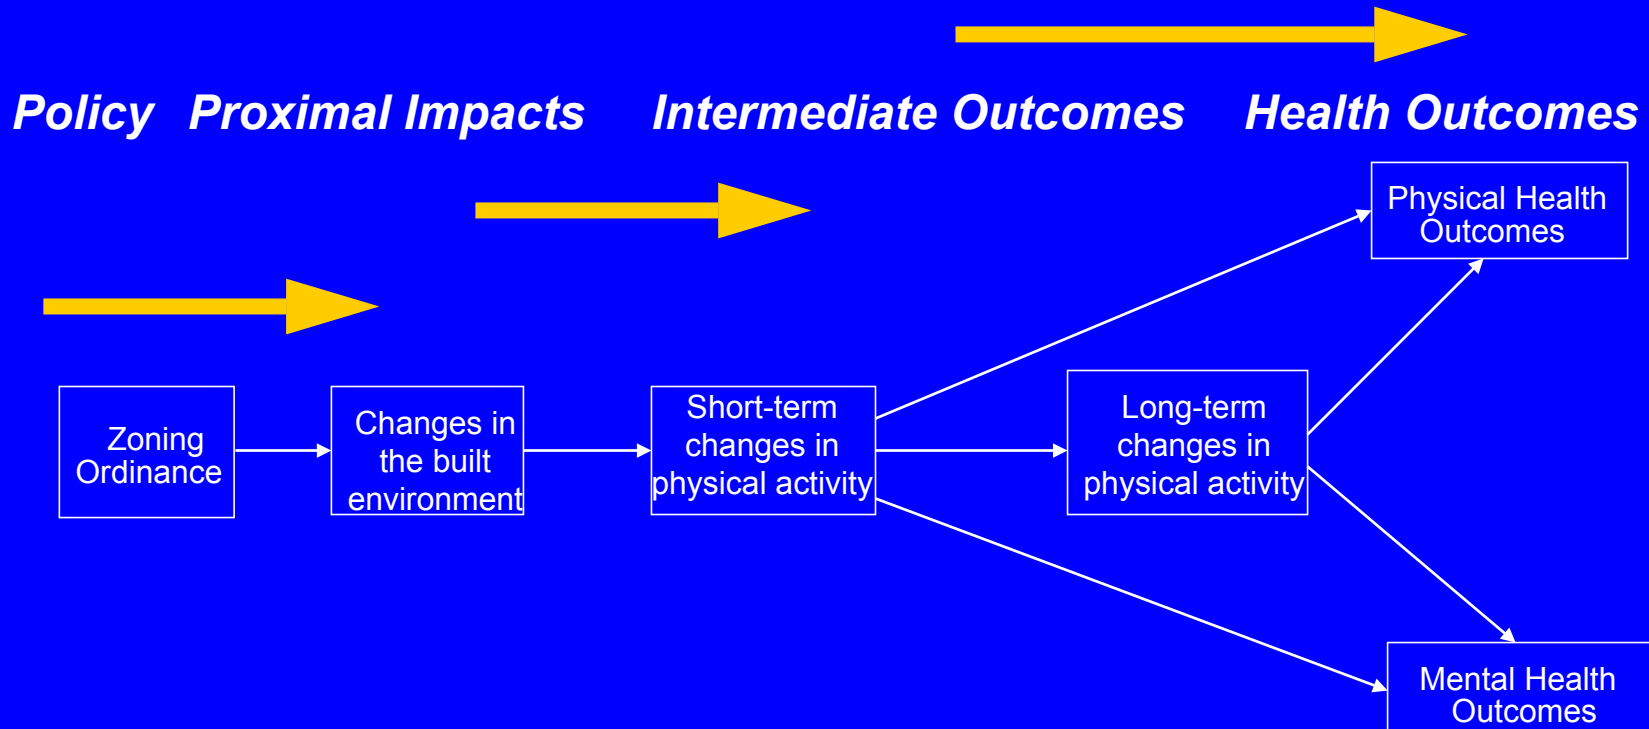 Policy Proximal Impacts Intermediate Outcomes Health Outcomes
Physical Health
Outcomes
Zoning
Ordinance
Changes in
the built
environment
Short-term
changes in
physical activity
Long-term
changes in
physical activity
Mental Health
Outcomes